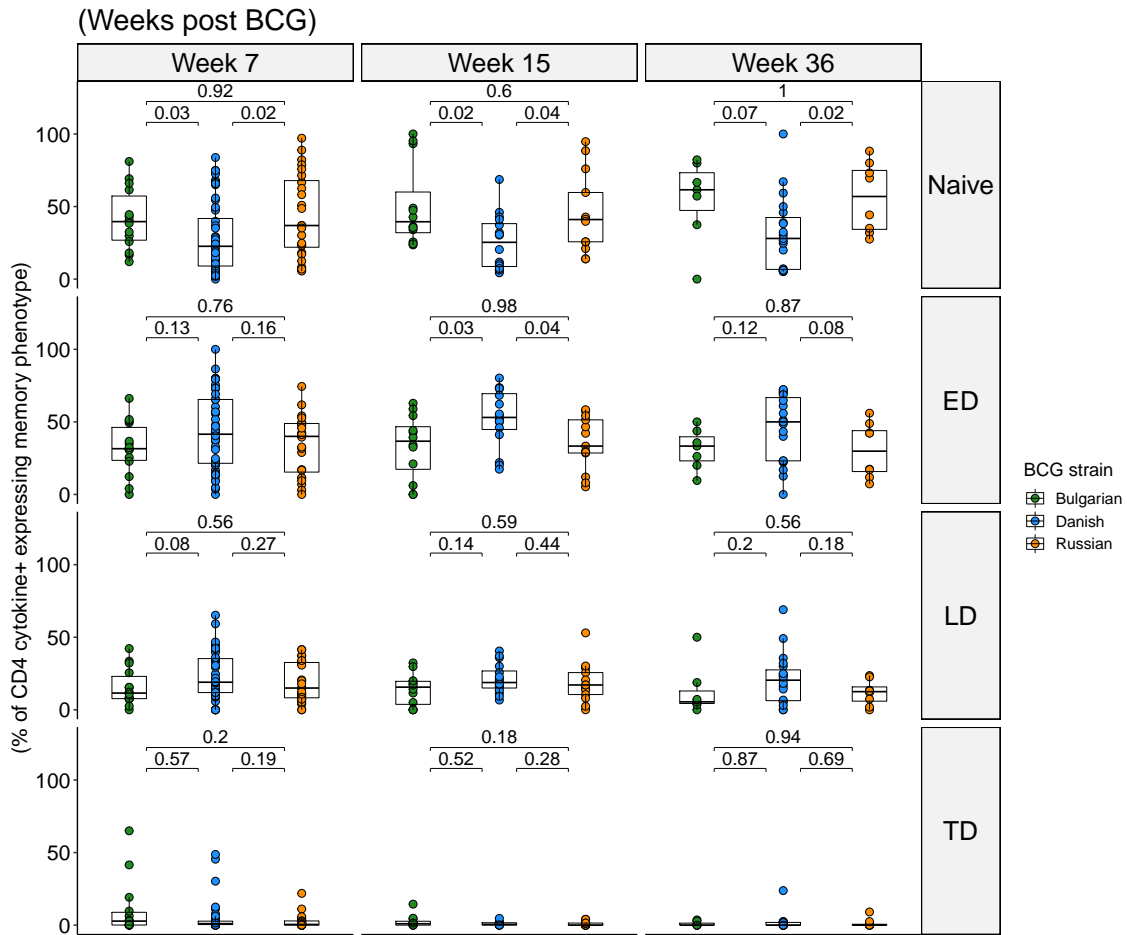 (Weeks post BCG)
Week 7 Week 15 Week 36
0.92 0.6 1
0.03 0.02 0.02 0.04 0.07 0.02
100
50
0
Naive
0.76 0.98 0.87
0.13 0.16 0.03 0.04 0.12 0.08
100
50
0
ED
0.56 0.59 0.56
0.08 0.27 0.14 0.44 0.2 0.18
100
50
0
LD
0.2 0.18 0.94
0.57 0.19 0.52 0.28 0.87 0.69
100
50
0
TD
(% of CD4 cytokine+ expressing memory phenotype)
BCG strain
Bulgarian
Danish
Russian